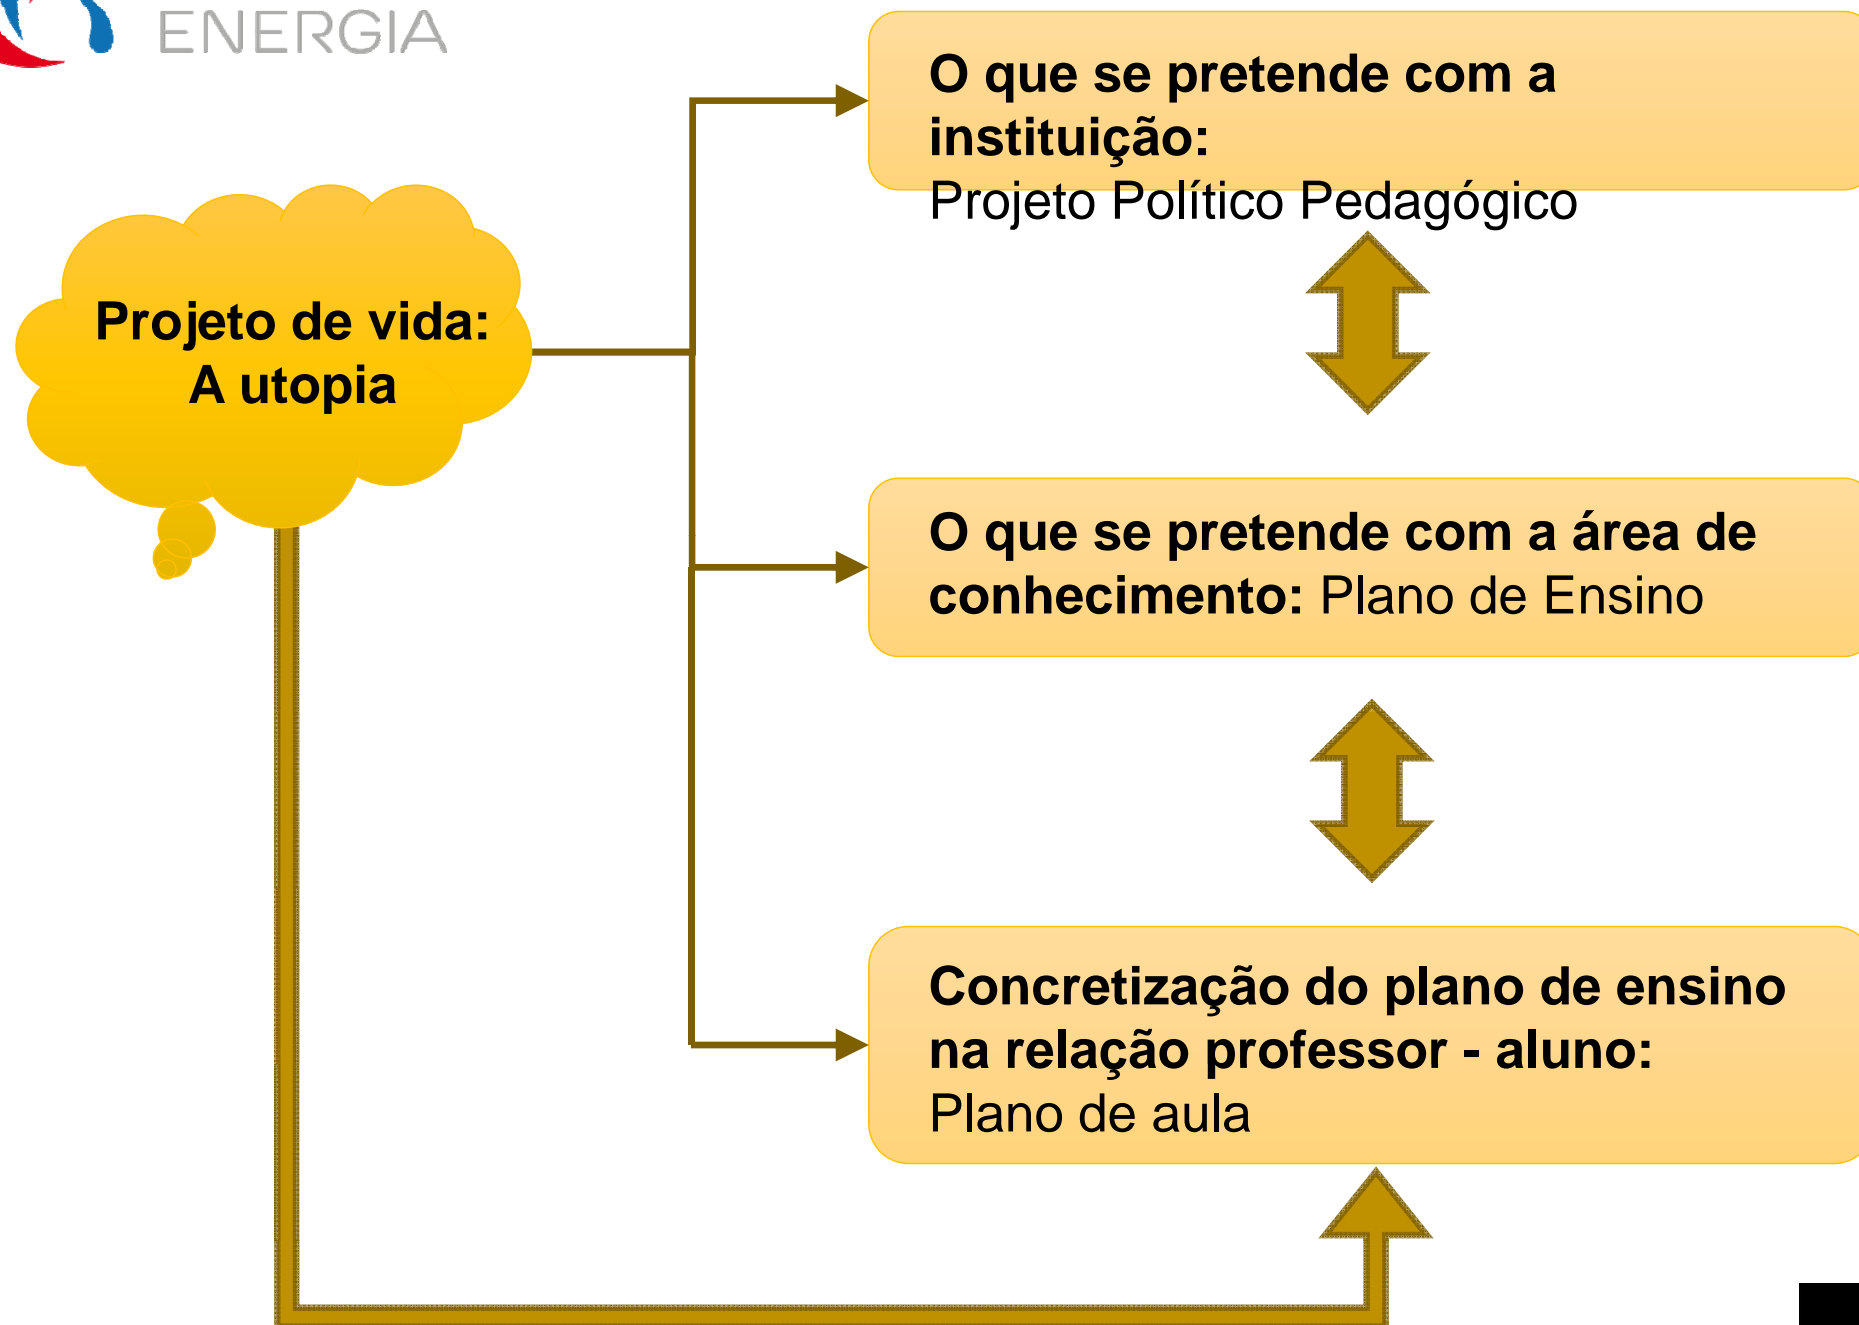 ENERGIA
O que se pretende com a
instituição:
Projeto Político Pedagógico
Projeto de vida:
A utopia
O que se pretende com a área de
conhecimento: Plano de Ensino
Concretização do plano de ensino
na relação professor - aluno:
Plano de aula